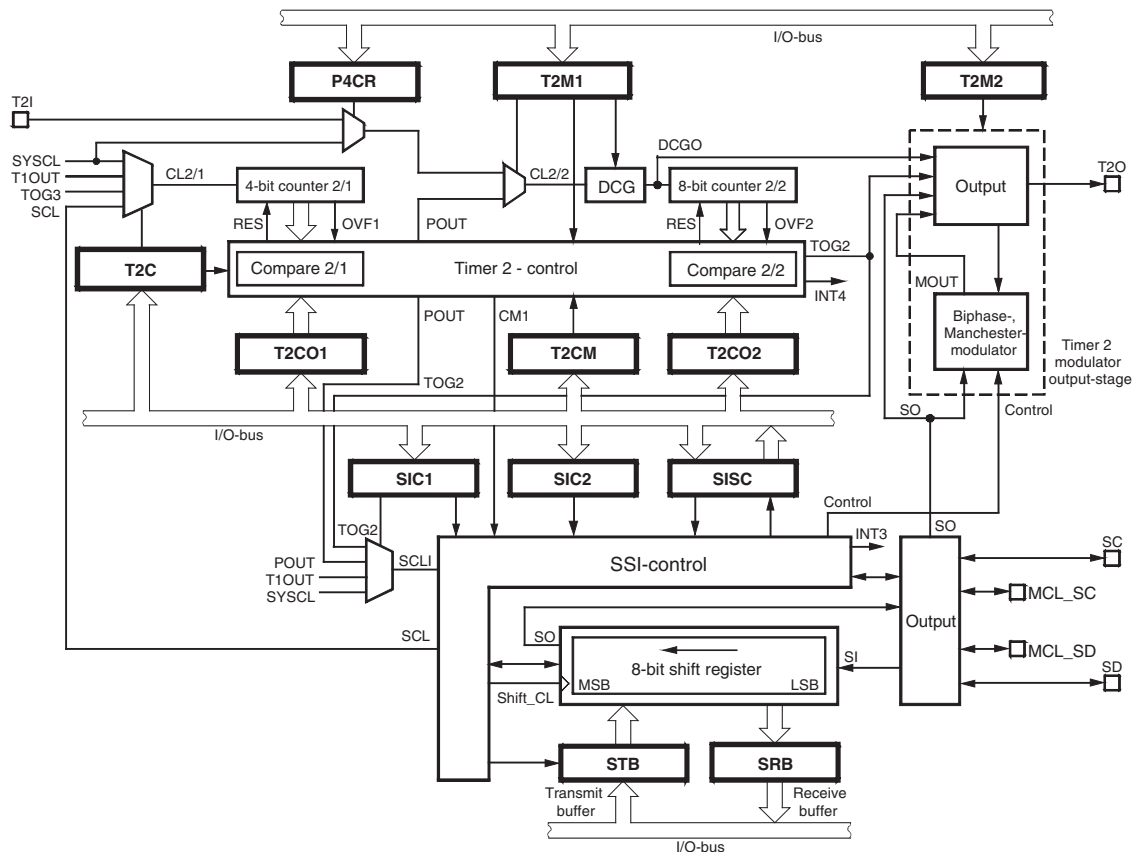 I/O-bus
P4CR
T2M1
T2M2
T2I
SYSCL
T1OUT
TOG3
SCL
CL2/1
4-bit counter 2/1
RES
OVF1
POUT
CL2/2
DCG
DCGO
8-bit counter 2/2
RES
OVF2
TOG2
Output
T2O
T2C
Compare 2/1
Timer 2 - control
Compare 2/2
INT4
MOUT
Biphase-,
Manchester-
modulator
Timer 2
modulator
output-stage
POUT
CM1
T2CO1
T2CM
T2CO2
TOG2
SO
Control
I/O-bus
SIC1
SIC2
SISC
Control
TOG2
POUT
T1OUT
SYSCL
SCLI
SSI-control
INT3
SO
SC
MCL_SC
Output
MCL_SD
SD
SCL
SO
8-bit shift register
MSB
LSB
SI
Shift_CL
STB
SRB
Transmit
buffer
Receive
buffer
I/O-bus